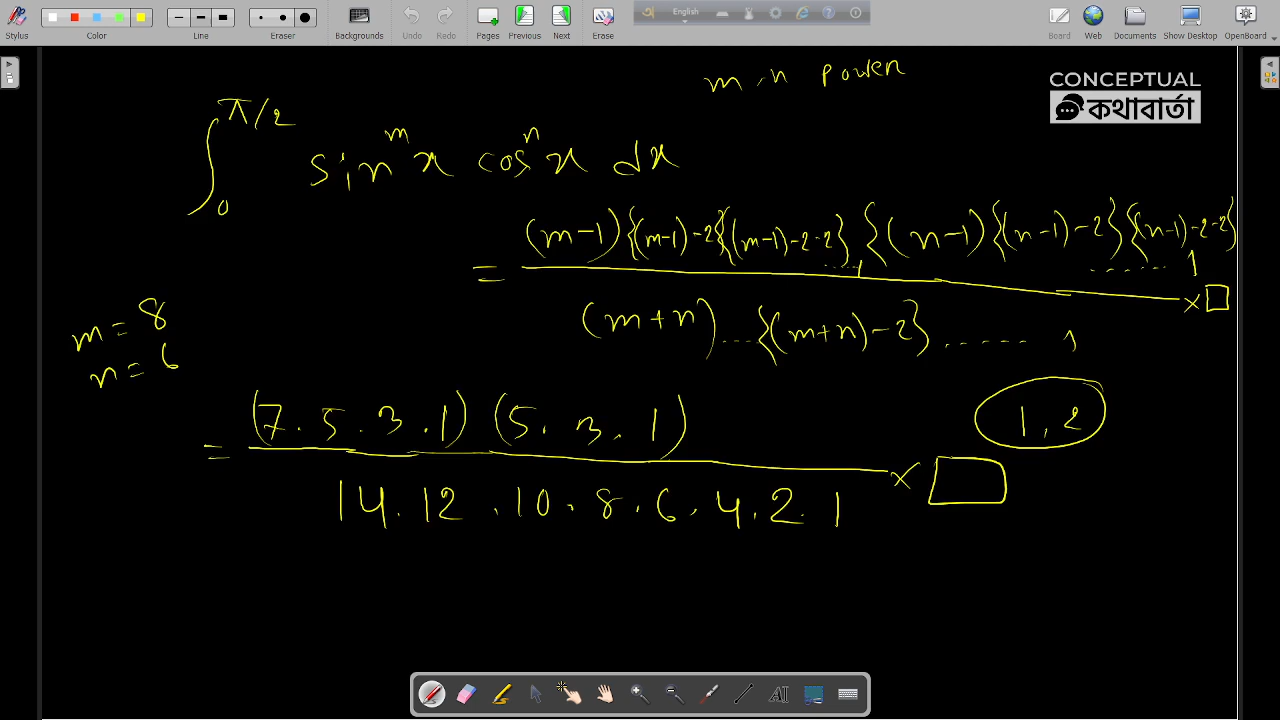 Stylus Color Line Eraser Backgrounds Undo Redo Pages Previous Next Erase English Board Web Documents Show Desktop OpenBoard
m, n power
CONCEPTUAL
কথাবার্তা
∫₀^π/2 sin^m x cos^n x dx
= (m-1){(m-1)-2}{(m-1)-2-2} ......1 {(n-1){(n-1)-2}{(n-1)-2-2} ....... 1
× □
(m+n)....{(m+n)-2} ...... 1
m = 8
n = 6
= (7.5.3.1) (5.3.1)
× □
14.12.10.8.6.4.2.1
1, 2